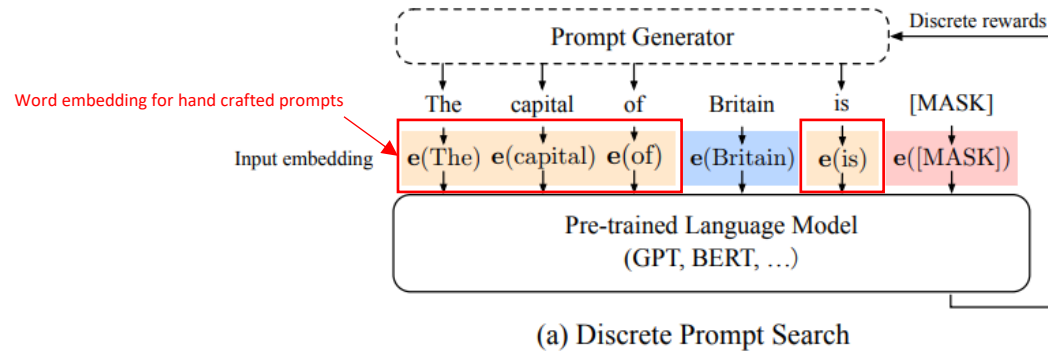 Discrete rewards
Prompt Generator
Word embedding for hand crafted prompts
The capital of Britain is [MASK]
Input embedding e(The) e(capital) e(of) e(Britain) e(is) e([MASK])
Pre-trained Language Model
(GPT, BERT, ...)
(a) Discrete Prompt Search